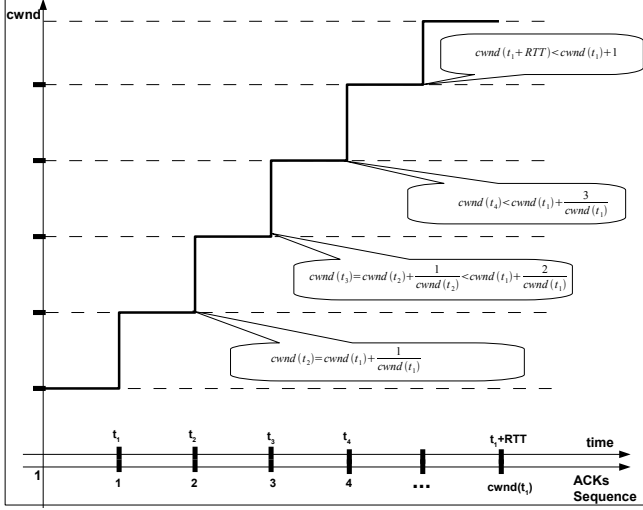 cwnd
cwnd(t₁+RTT)<cwnd(t₁)+1
cwnd(t₄)<cwnd(t₁)+3/cwnd(t₁)
cwnd(t₃)=cwnd(t₂)+1/cwnd(t₂)<cwnd(t₁)+2/cwnd(t₁)
cwnd(t₂)=cwnd(t₁)+1/cwnd(t₁)
t₁ t₂ t₃ t₄ t₁+RTT time
1 1 2 3 4 ... cwnd(t₁) ACKs
Sequence